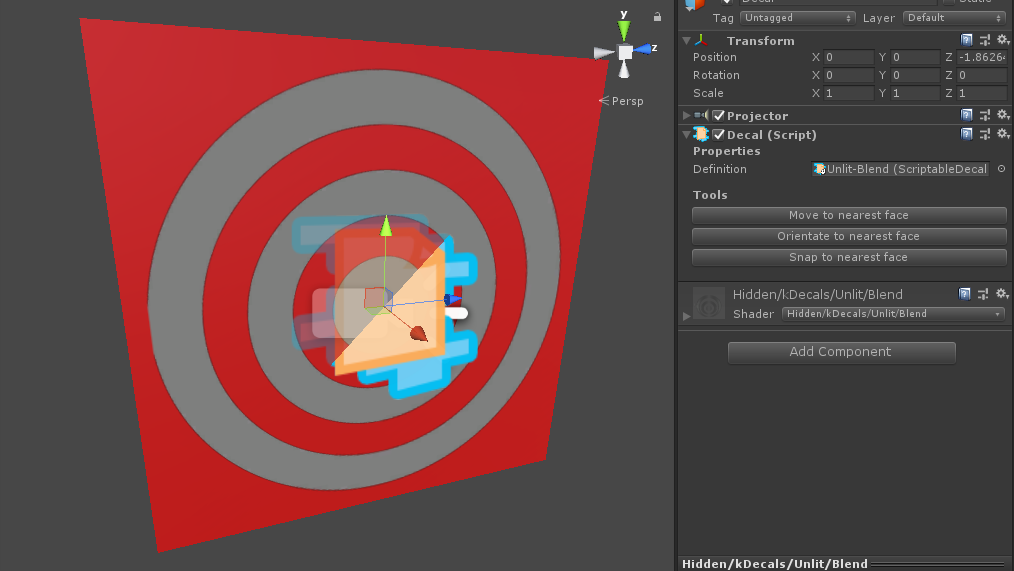 y
z
Persp
Tag Untagged Layer Default
Transform
Position X 0 Y 0 Z -1.8626
Rotation X 0 Y 0 Z 0
Scale X 1 Y 1 Z 1
Projector
Decal (Script)
Properties
Definition Unlit-Blend (ScriptableDecal
Tools
Move to nearest face
Orientate to nearest face
Snap to nearest face
Hidden/kDecals/Unlit/Blend
Shader Hidden/kDecals/Unlit/Blend
Add Component
Hidden/kDecals/Unlit/Blend